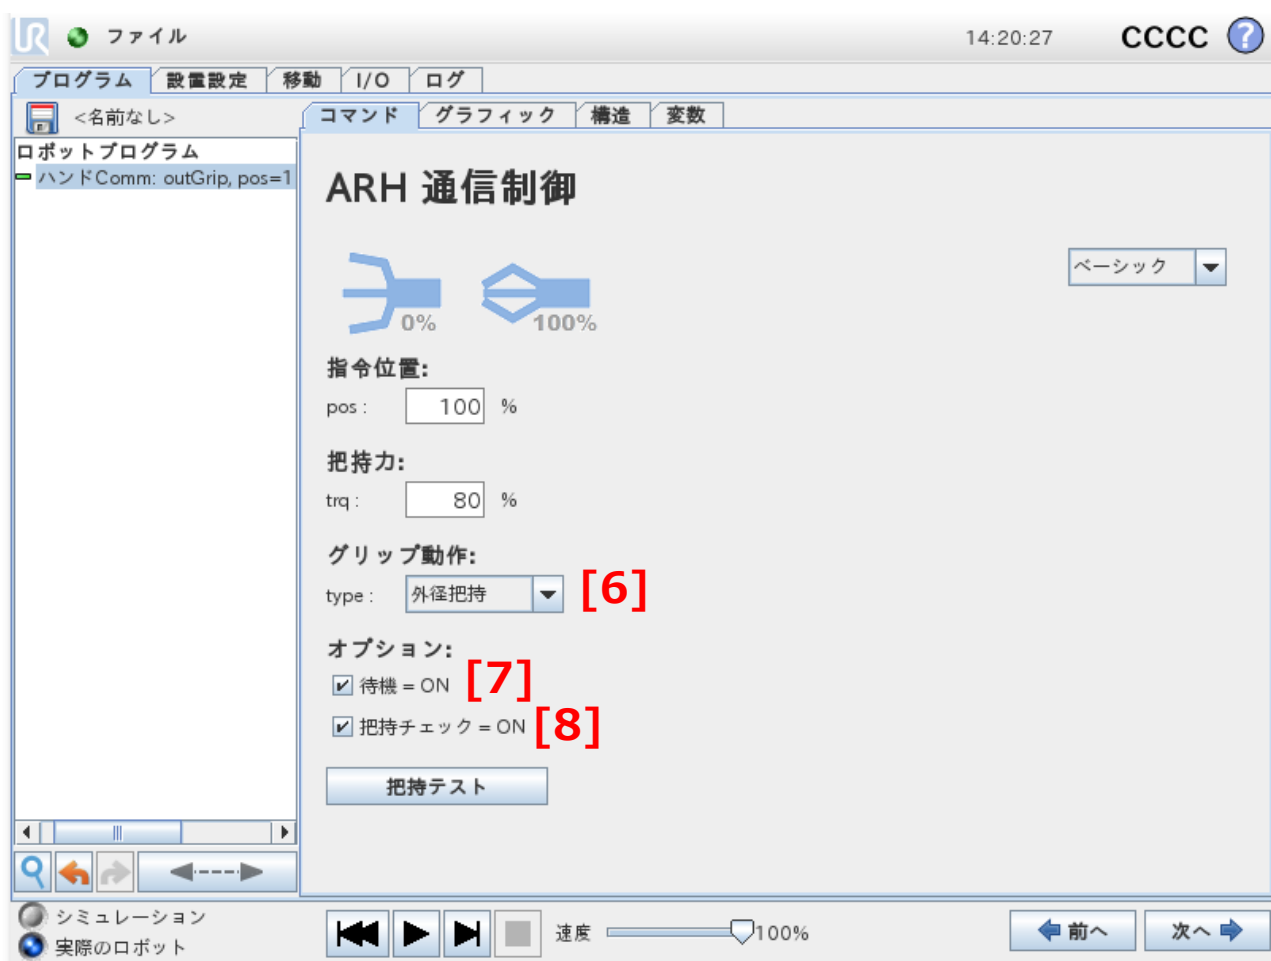 UR ファイル 14:20:27 CCCC ?
プログラム 設置設定 移動 I/O ログ
<名前なし> コマンド グラフィック 構造 変数
ロボットプログラム
ハンドComm: outGrip, pos=1
ARH 通信制御
ベーシック
0% 100%
指令位置:
pos : 100 %
把持力:
trq : 80 %
グリップ動作:
type : 外径把持 [6]
オプション:
待機 = ON [7]
把持チェック = ON [8]
把持テスト
シミュレーション
実際のロボット
速度 100%
前へ 次へ